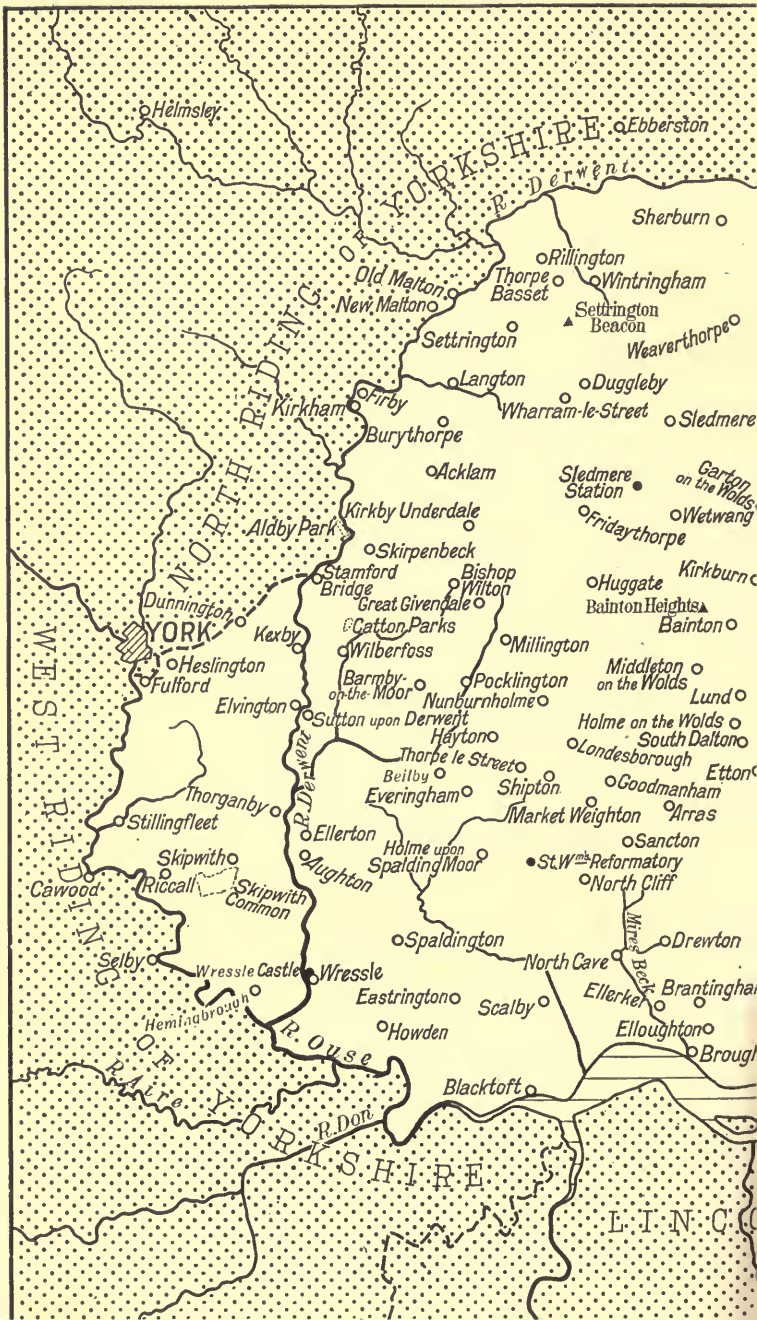 Helmsley
Ebberston
NORTH RIDING OF YORKSHIRE
R. Derwent
Sherburn
Rillington
Old Malton
Thorpe
Basset
Wintringham
New Malton
Settrington
Beacon
Settrington
Weaverthorpe
Langton
Duggleby
Firby
Kirkham
Wharram-le-Street
Burythorpe
Sledmere
Acklam
Sledmere
Station
Garton
on the Wolds
Kirkby Underdale
Fridaythorpe
Wetwang
Aldby Park
Skirpenbeck
Stamford
Bridge
Bishop
Wilton
Huggate
Kirkburn
Great Givendale
Bainton Heights
Dunnington
Catton Parks
Bainton
YORK
Kexby
Millington
Heslington
Wilberfoss
Middleton
on the Wolds
Fulford
Barmby-
on-the-Moor
Pocklington
Nunburnholme
Lund
Elvington
Sutton upon Derwent
Holme on the Wolds
Hayton
Londesborough
South Dalton
R. Derwent
Thorpe le Street
Etton
Beilby
Shipton
Goodmanham
Everingham
Thorganby
Market Weighton
Arras
Stillingfleet
Ellerton
Sancton
Skipwith
Aughton
Holme upon
Spalding Moor
St. Wm's Reformatory
Cawood
Riccall
Skipwith
Common
North Cliff
WEST RIDING OF YORKSHIRE
Mires Beck
Spaldington
Drewton
Selby
North Cave
Wressle Castle
Wressle
Eastrington
Scalby
Ellerker
Brantingham
Hemingbrough
Howden
Elloughton
R. Ouse
Brough
R. Aire
Blacktoft
R. Don
LINCO